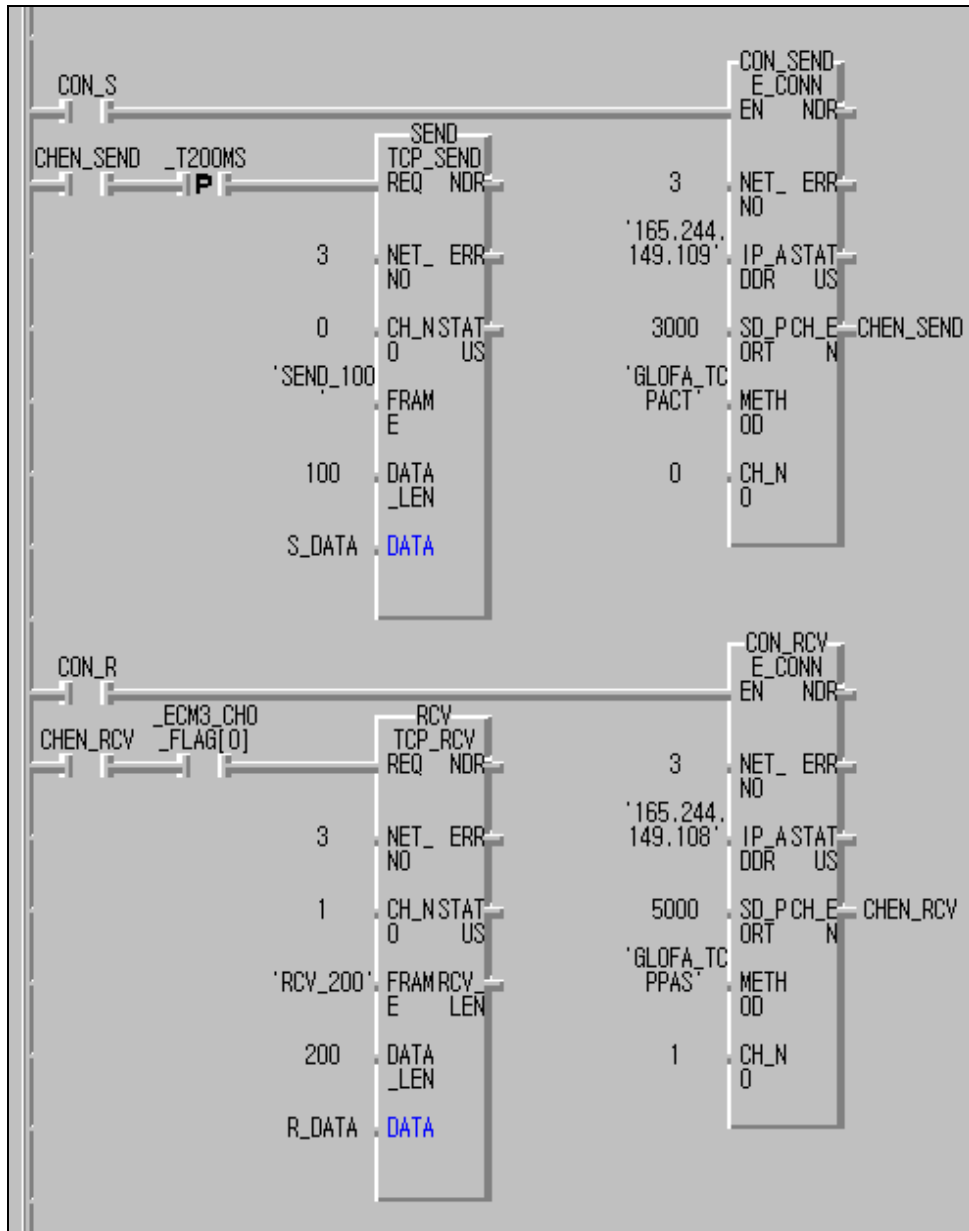 CON_S
CON_SEND
E_CONN
EN NDR
CHEN_SEND _T200MS
P
SEND
TCP_SEND
REQ NDR
3
NET_ ERR
NO
3
NET_ ERR
NO
'165.244.
149.109'
IP_A STAT
DDR US
0
CH_N STAT
O US
3000
SD_P CH_E
ORT N
CHEN_SEND
'SEND_100
'
FRAM
E
'GLOFA_TC
PACT'
METH
OD
100
DATA
_LEN
0
CH_N
O
S_DATA
DATA
CON_R
CON_RCV
E_CONN
EN NDR
CHEN_RCV
_ECM3_CH0
_FLAG[0]
RCV
TCP_RCV
REQ NDR
3
NET_ ERR
NO
3
NET_ ERR
NO
'165.244.
149.108'
IP_A STAT
DDR US
1
CH_N STAT
O US
5000
SD_P CH_E
ORT N
CHEN_RCV
'RCV_200'
FRAM RCV_
E LEN
'GLOFA_TC
PPAS'
METH
OD
200
DATA
_LEN
1
CH_N
O
R_DATA
DATA